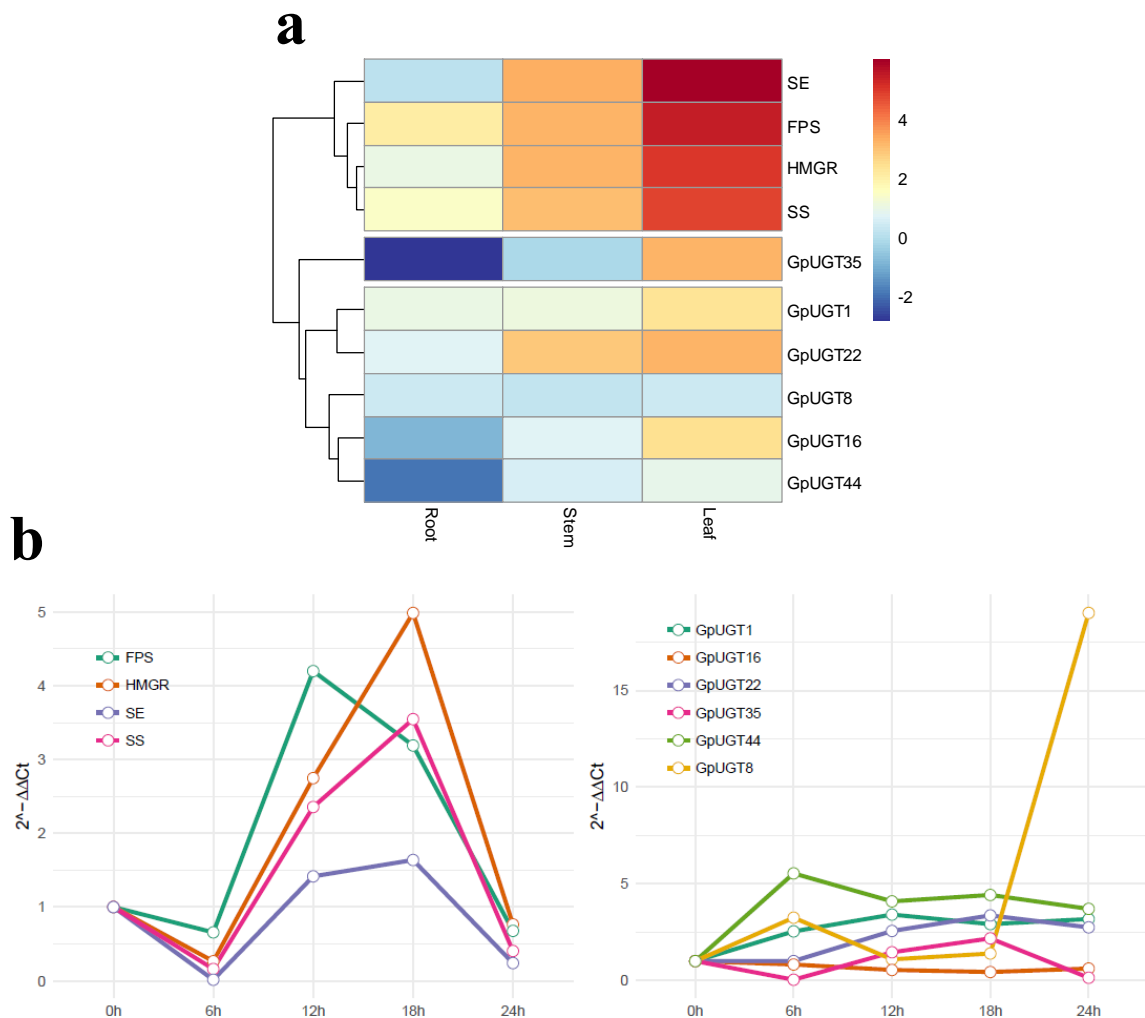 a
SE
FPS
HMGR
SS
GpUGT35
GpUGT1
GpUGT22
GpUGT8
GpUGT16
GpUGT44
Root
Stem
Leaf
4
2
0
-2
b
5
4
3
2
1
0
2^−ΔΔCt
FPS
HMGR
SE
SS
0h
6h
12h
18h
24h
15
10
5
0
2^−ΔΔCt
GpUGT1
GpUGT16
GpUGT22
GpUGT35
GpUGT44
GpUGT8
0h
6h
12h
18h
24h